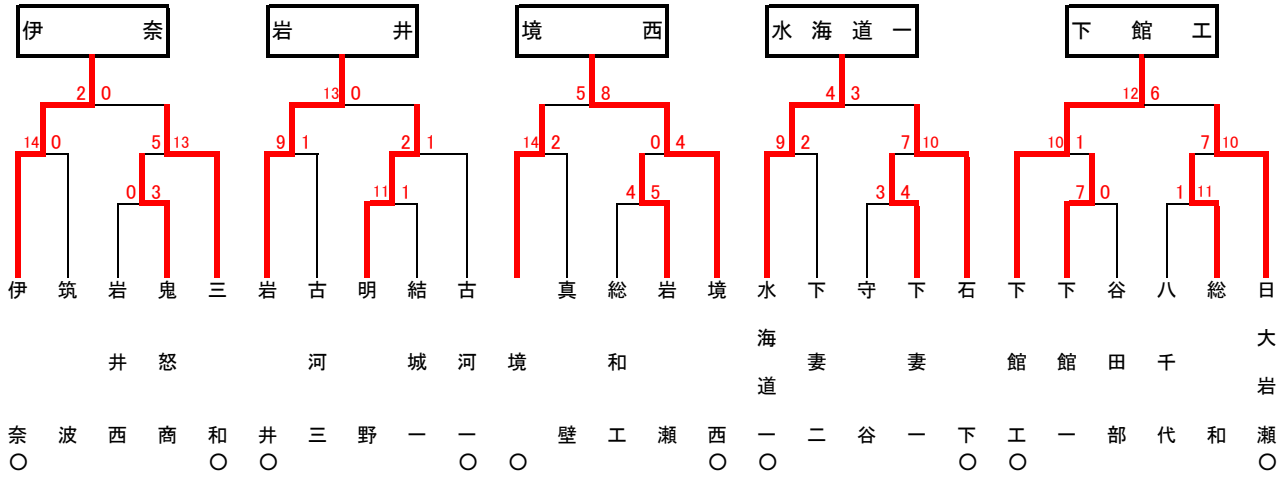 伊奈 岩井 境西 水海道一 下館工
2 0 13 0 5 8 4 3 12 6
14 0 5 13 9 1 2 1 14 2 0 4 9 2 7 10 10 1 7 10
0 3 11 1 4 5 3 4 7 0 1 11
伊奈 筑波 岩井西 鬼怒商 三和 岩井 古河三 明野 結城一 古河一 境 真壁 総和工 岩瀬 境西 水海道一 下妻二 守谷 下妻一 石下 下館工 下館一 谷田部 八千代 総和 日大岩瀬
○ ○ ○ ○ ○ ○ ○ ○ ○ ○